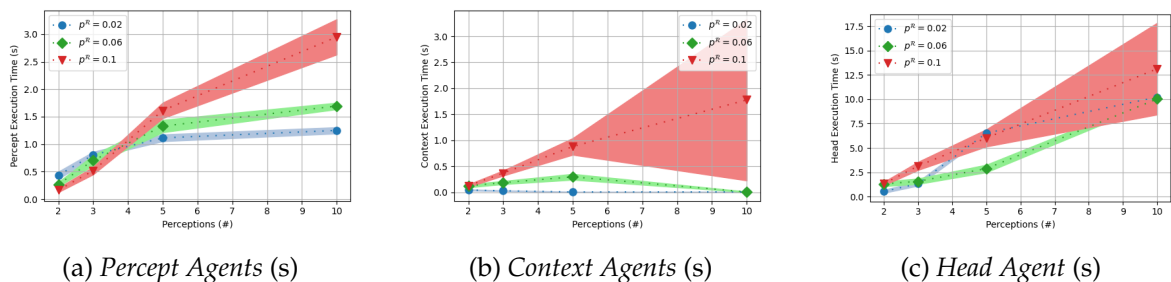 p^R = 0.02
p^R = 0.06
p^R = 0.1
Percept Execution Time (s)
3.0
2.5
2.0
1.5
1.0
0.5
0.0
2 3 4 5 6 7 8 9 10
Perceptions (#)
(a) Percept Agents (s)
p^R = 0.02
p^R = 0.06
p^R = 0.1
Context Execution Time (s)
3.0
2.5
2.0
1.5
1.0
0.5
0.0
2 3 4 5 6 7 8 9 10
Perceptions (#)
(b) Context Agents (s)
p^R = 0.02
p^R = 0.06
p^R = 0.1
Head Execution Time (s)
17.5
15.0
12.5
10.0
7.5
5.0
2.5
0.0
2 3 4 5 6 7 8 9 10
Perceptions (#)
(c) Head Agent (s)